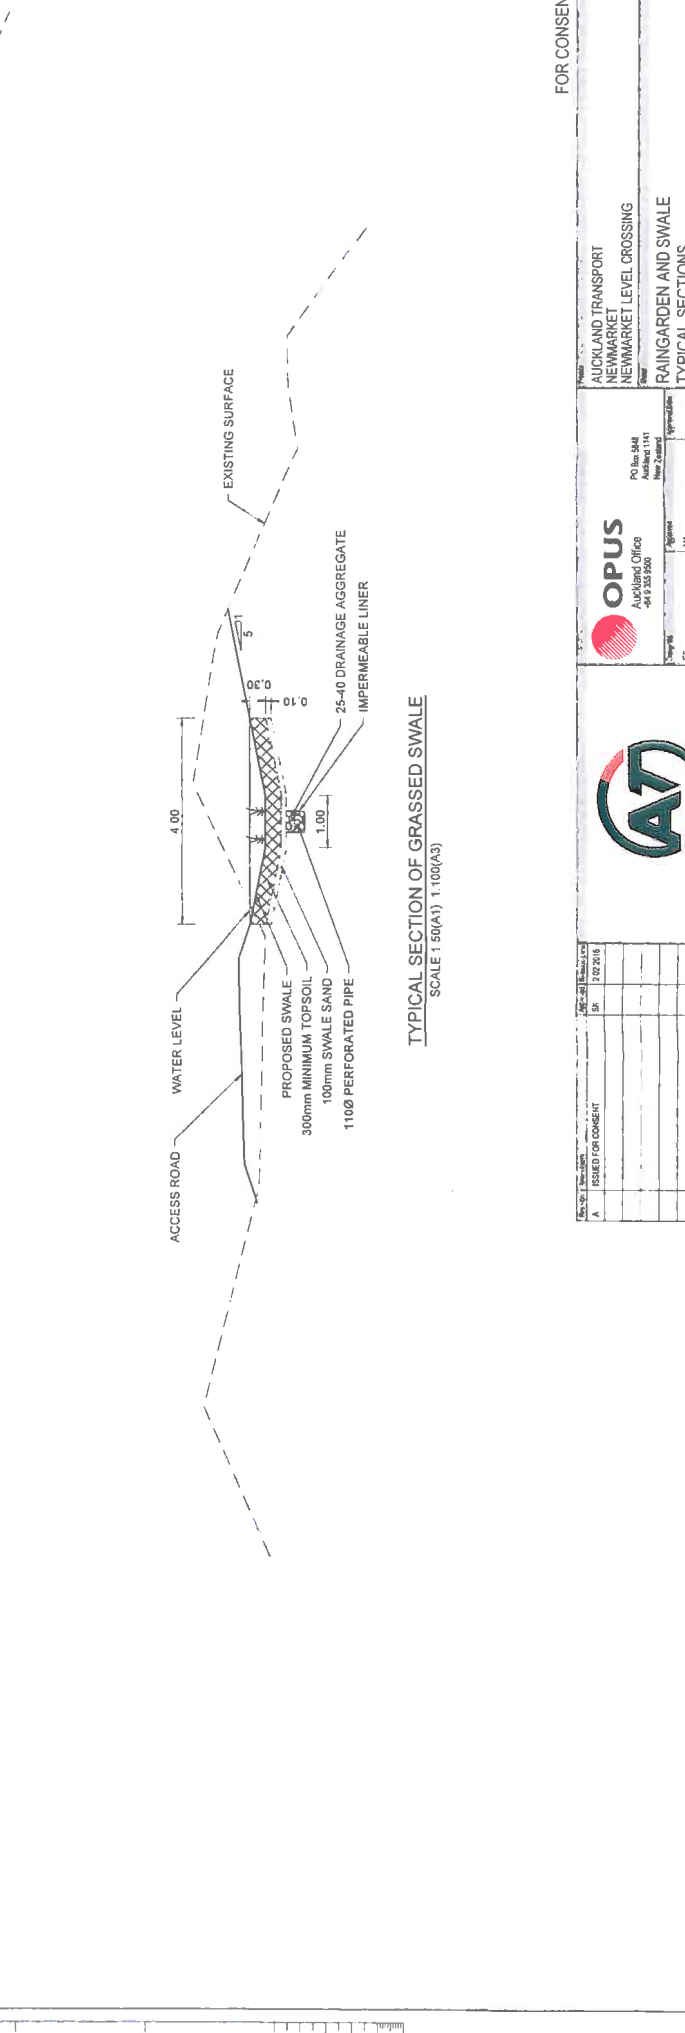 ACCESS ROAD
WATER LEVEL
4.00
EXISTING SURFACE
1
5
0.30
0.10
PROPOSED SWALE
300mm MINIMUM TOPSOIL
100mm SWALE SAND
110Ø PERFORATED PIPE
1.00
25-40 DRAINAGE AGGREGATE
IMPERMEABLE LINER
TYPICAL SECTION OF GRASSED SWALE
SCALE 1 50(A1) 1.100(A3)
FOR CONSEN
A ISSUED FOR CONSENT SK 2 02 2016
AT
OPUS
Auckland Office
+64 9 355 9500
PO Box 5848
Auckland 1141
New Zealand
AUCKLAND TRANSPORT
NEWMARKET
NEWMARKET LEVEL CROSSING
RAINGARDEN AND SWALE
TYPICAL SECTIONS